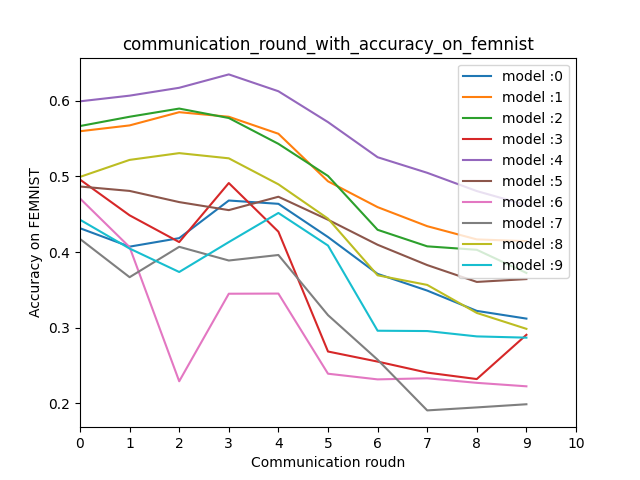 communication_round_with_accuracy_on_femnist
Accuracy on FEMNIST
0.6
0.5
0.4
0.3
0.2
model :0
model :1
model :2
model :3
model :4
model :5
model :6
model :7
model :8
model :9
0 1 2 3 4 5 6 7 8 9 10
Communication roudn